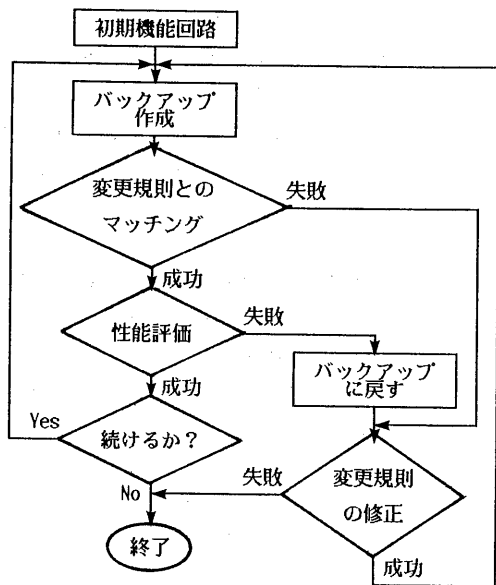 初期機能回路
バックアップ
作成
変更規則との
マッチング
失敗
成功
性能評価
失敗
バックアップ
に戻す
成功
Yes
続けるか？
変更規則
の修正
失敗
No
終了
成功